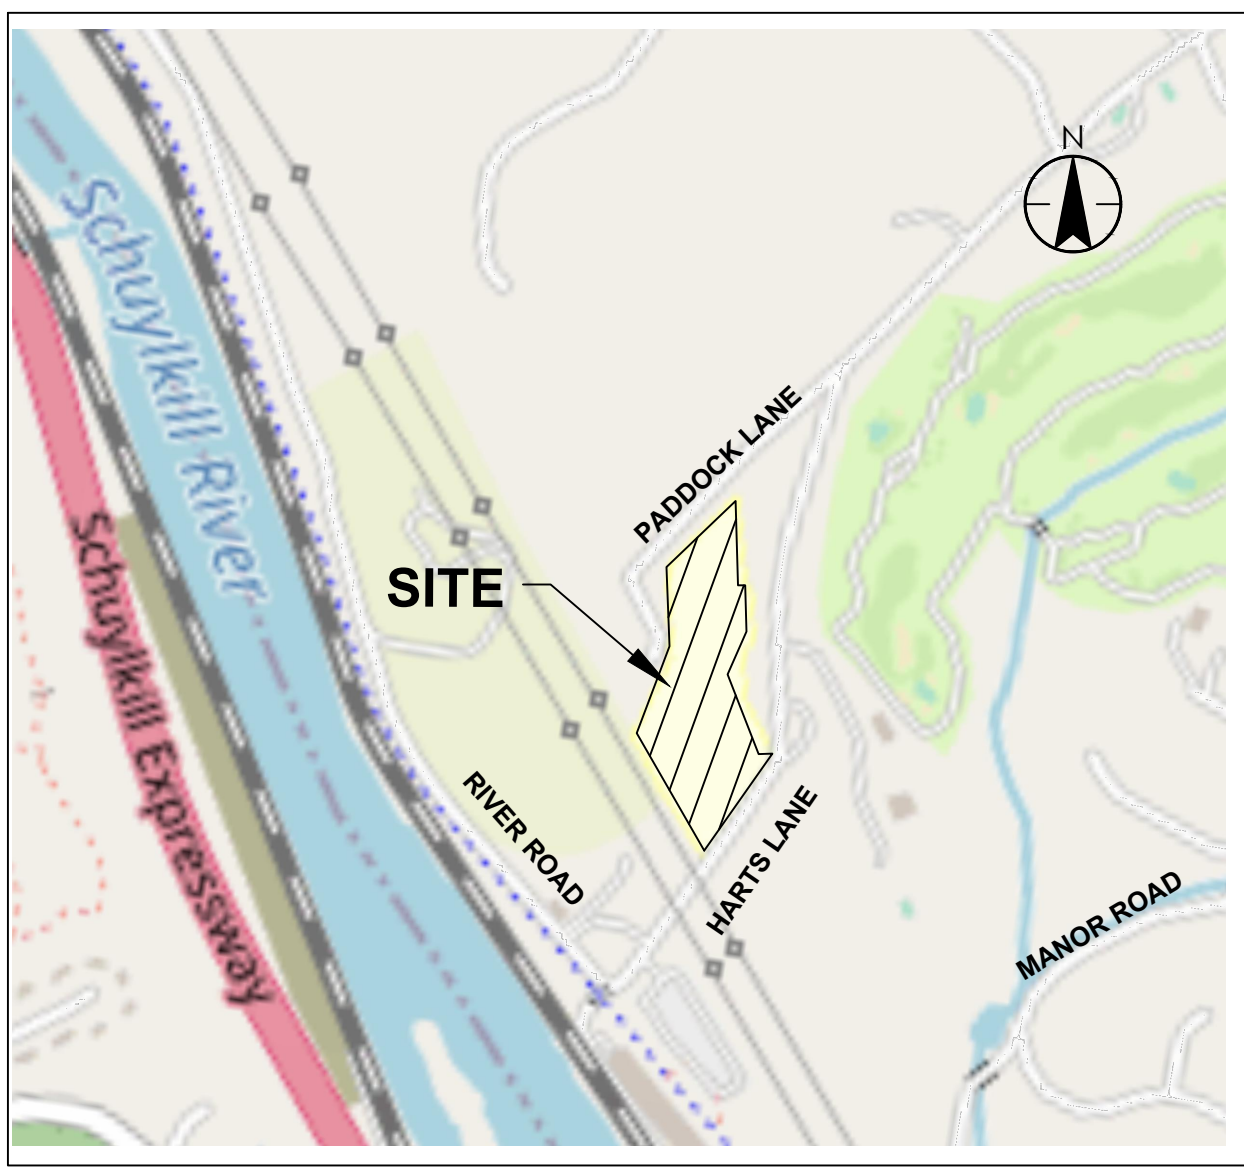 N
Schuylkill River
PADDOCK LANE
SITE
Schuylkill Expressway
RIVER ROAD
HARTS LANE
MANOR ROAD